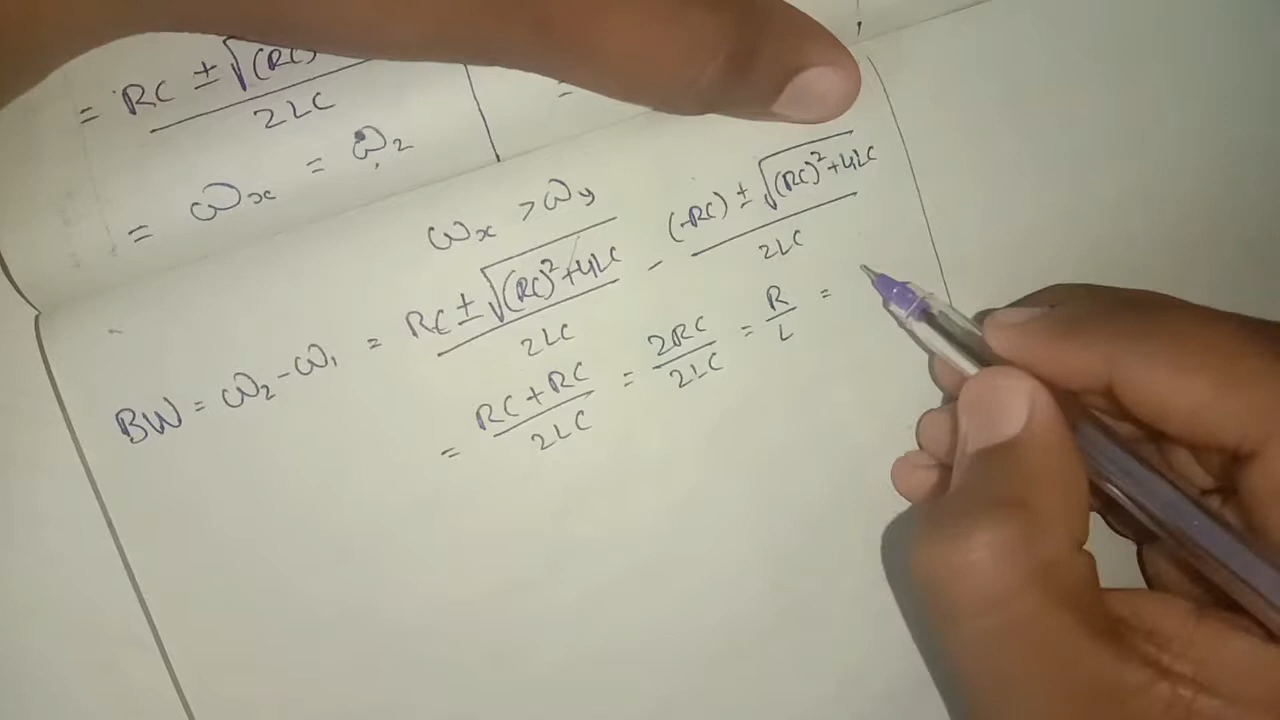 = RC ± √(RC)
2LC
= ωx = ω2
ωx > ωy
BW = ω2 - ω1 = RC ± √(RC)² + 4LC / 2LC - (-RC) ± √(RC)² + 4LC / 2LC
= RC + RC / 2LC = 2RC / 2LC = R / L =